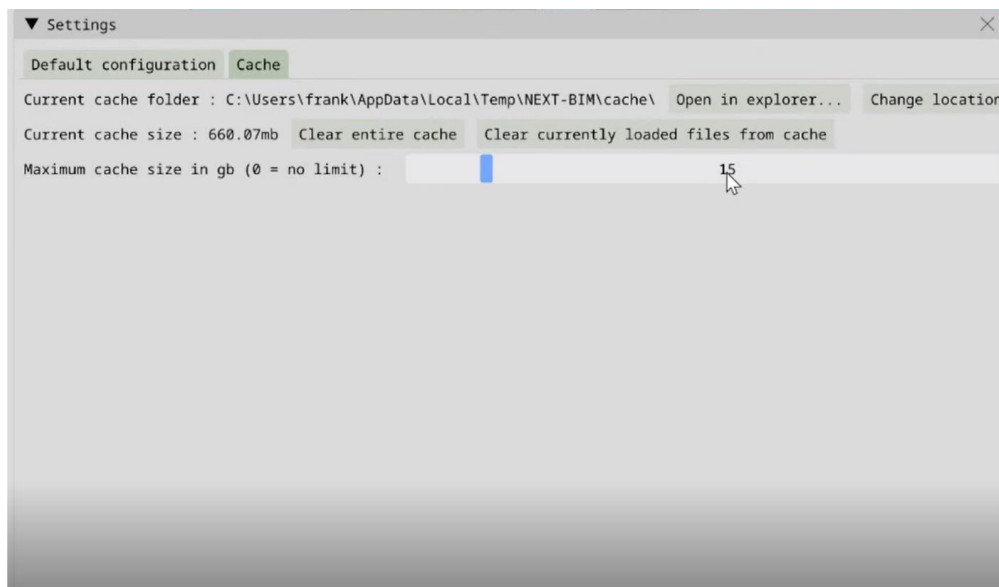 Settings
Default configuration Cache
Current cache folder : C:\Users\frank\AppData\Local\Temp\NEXT-BIM\cache\ Open in explorer... Change location
Current cache size : 660.07mb Clear entire cache Clear currently loaded files from cache
Maximum cache size in gb (0 = no limit) : 15